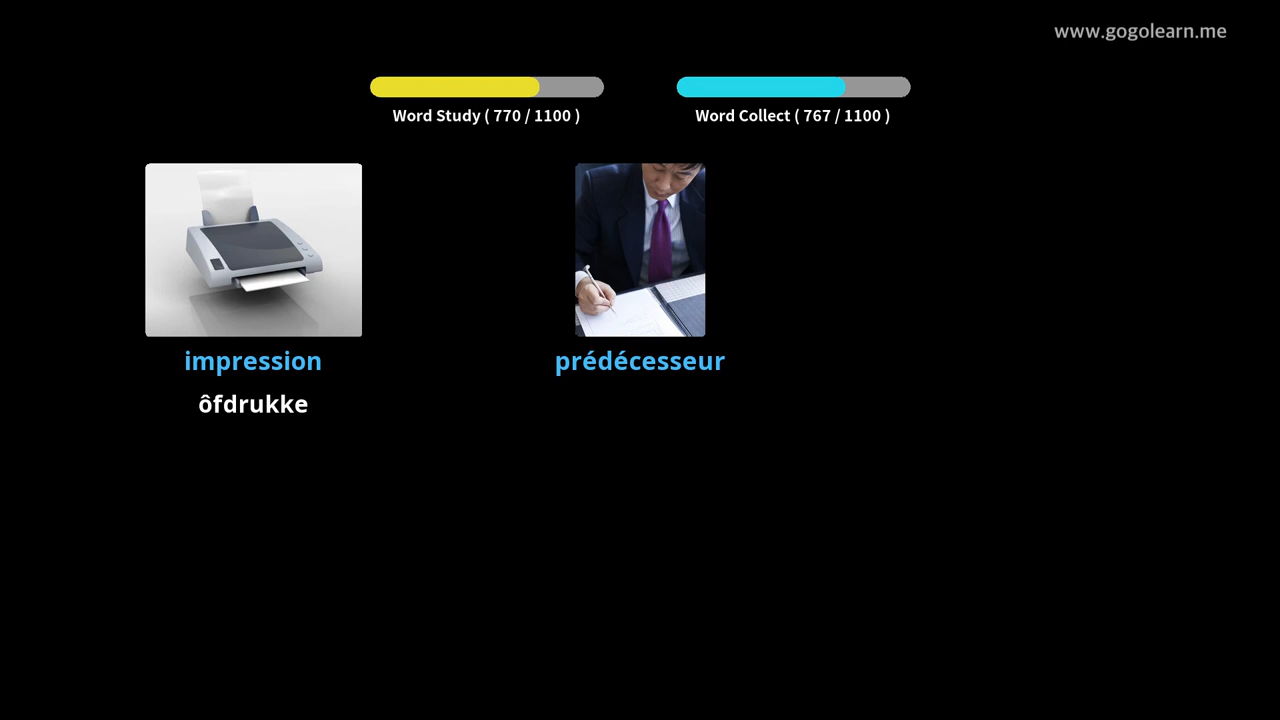 www.gogolearn.me
Word Study ( 770 / 1100 )
Word Collect ( 767 / 1100 )
impression
prédécesseur
ôfdrukke